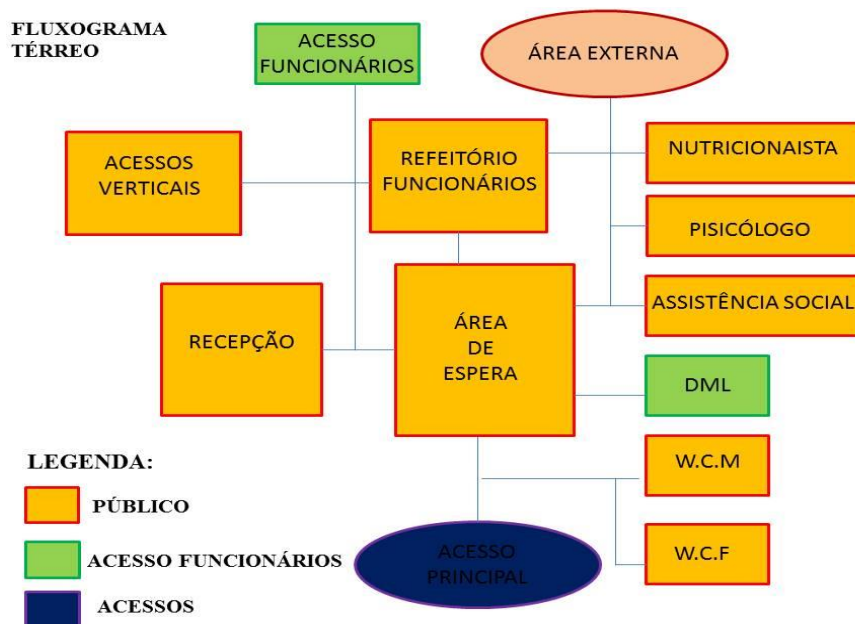 FLUXOGRAMA
TÉRREO
ACESSO
FUNCIONÁRIOS
ÁREA EXTERNA
ACESSOS
VERTICAIS
REFEITÓRIO
FUNCIONÁRIOS
NUTRICIONAISTA
PISICÓLOGO
RECEPÇÃO
ÁREA
DE
ESPERA
ASSISTÊNCIA SOCIAL
DML
W.C.M
W.C.F
ACESSO
PRINCIPAL
LEGENDA:
PÚBLICO
ACESSO FUNCIONÁRIOS
ACESSOS